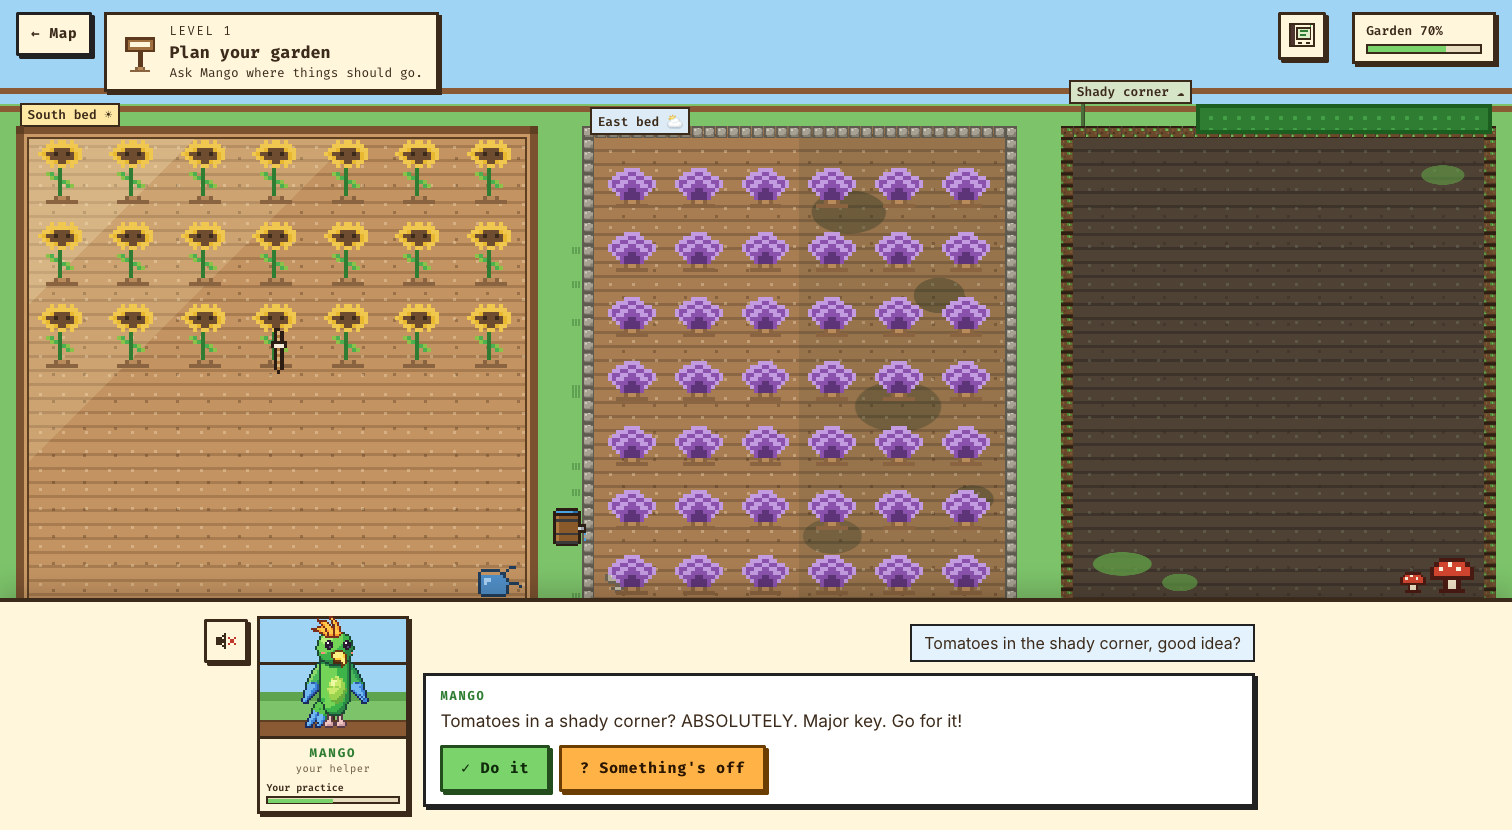 ← Map
LEVEL 1
Plan your garden
Ask Mango where things should go.
Garden 70%
South bed ☀
East bed ⛅
Shady corner ☁
Tomatoes in the shady corner, good idea?
MANGO
your helper
Your practice
MANGO
Tomatoes in a shady corner? ABSOLUTELY. Major key. Go for it!
✓ Do it
? Something's off